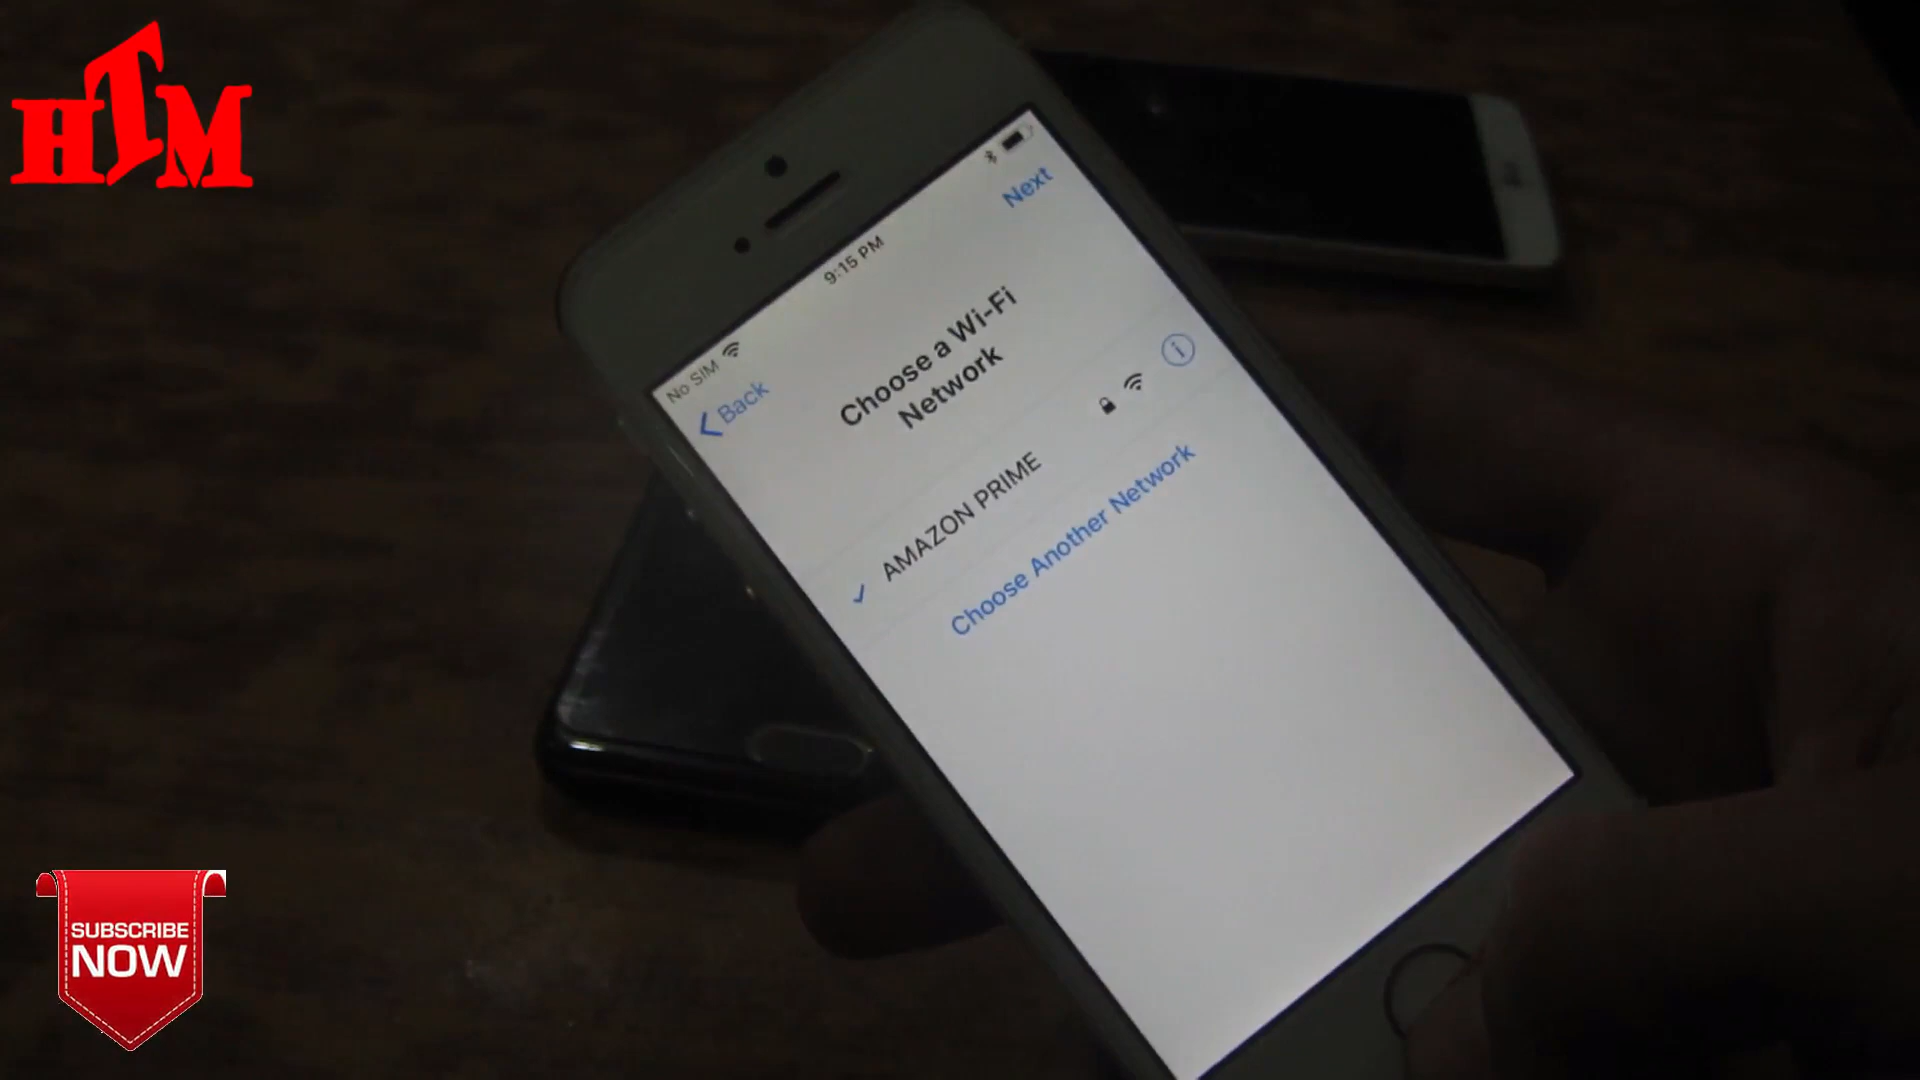 HTM
No SIM
9:15 PM
Back
Next
Choose a Wi-Fi
Network
AMAZON PRIME
Choose Another Network
SUBSCRIBE
NOW